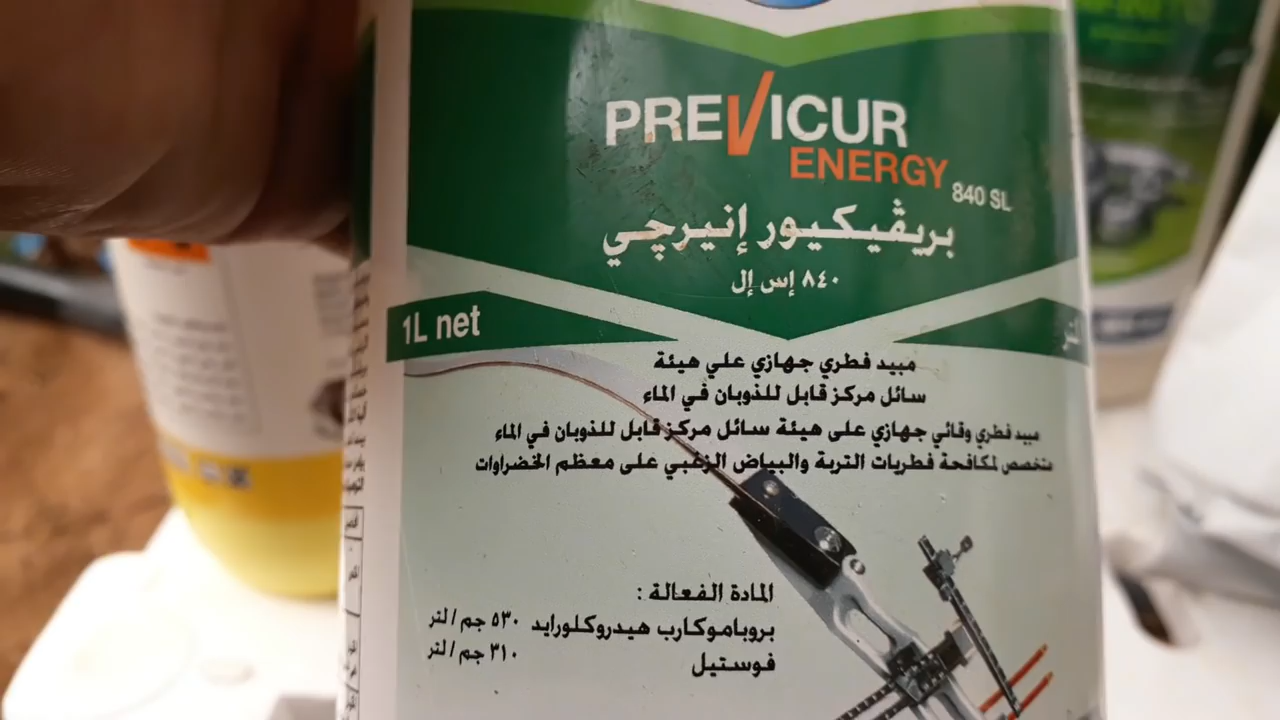 PREVICUR
ENERGY
840 SL
بريڤيكيور إنيرچي
٨٤٠ إس إل
1L net
لتر
مبيد فطري جهازي علي هيئة
سائل مركز قابل للذوبان في الماء
مبيد فطري وقائي جهازي على هيئة سائل مركز قابل للذوبان في الماء
متخصص لمكافحة فطريات التربة والبياض الزغبي على معظم الخضراوات
المادة الفعالة :
بروباموكارب هيدروكلورايد ٥٣٠ جم / لتر
فوستيل ٣١٠ جم / لتر